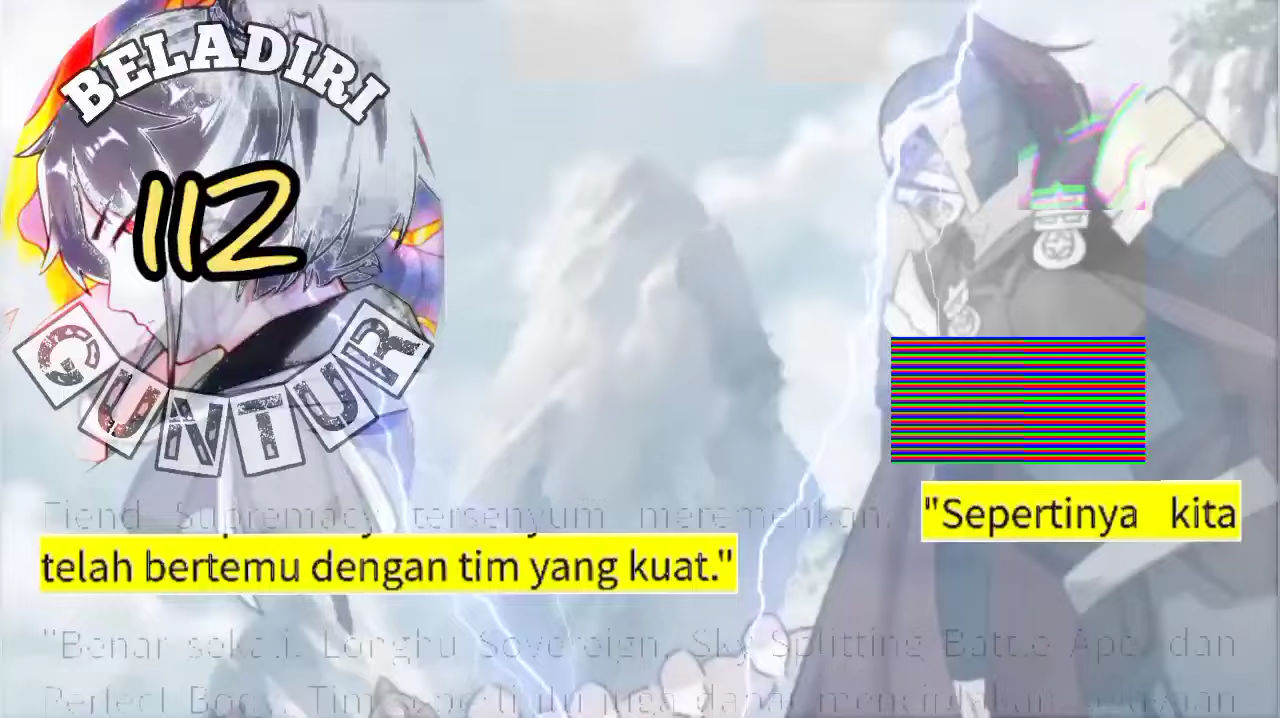 BELADIRI
112
GUNTUR
Fiend Supremacy tersenyum meremehkan. "Sepertinya kita
telah bertemu dengan tim yang kuat."
"Benar sekali. Longhu Sovereign, Sky Splitting Battle Ape, dan
Perfect Body. Tim seperti itu juga dapat menciptakan